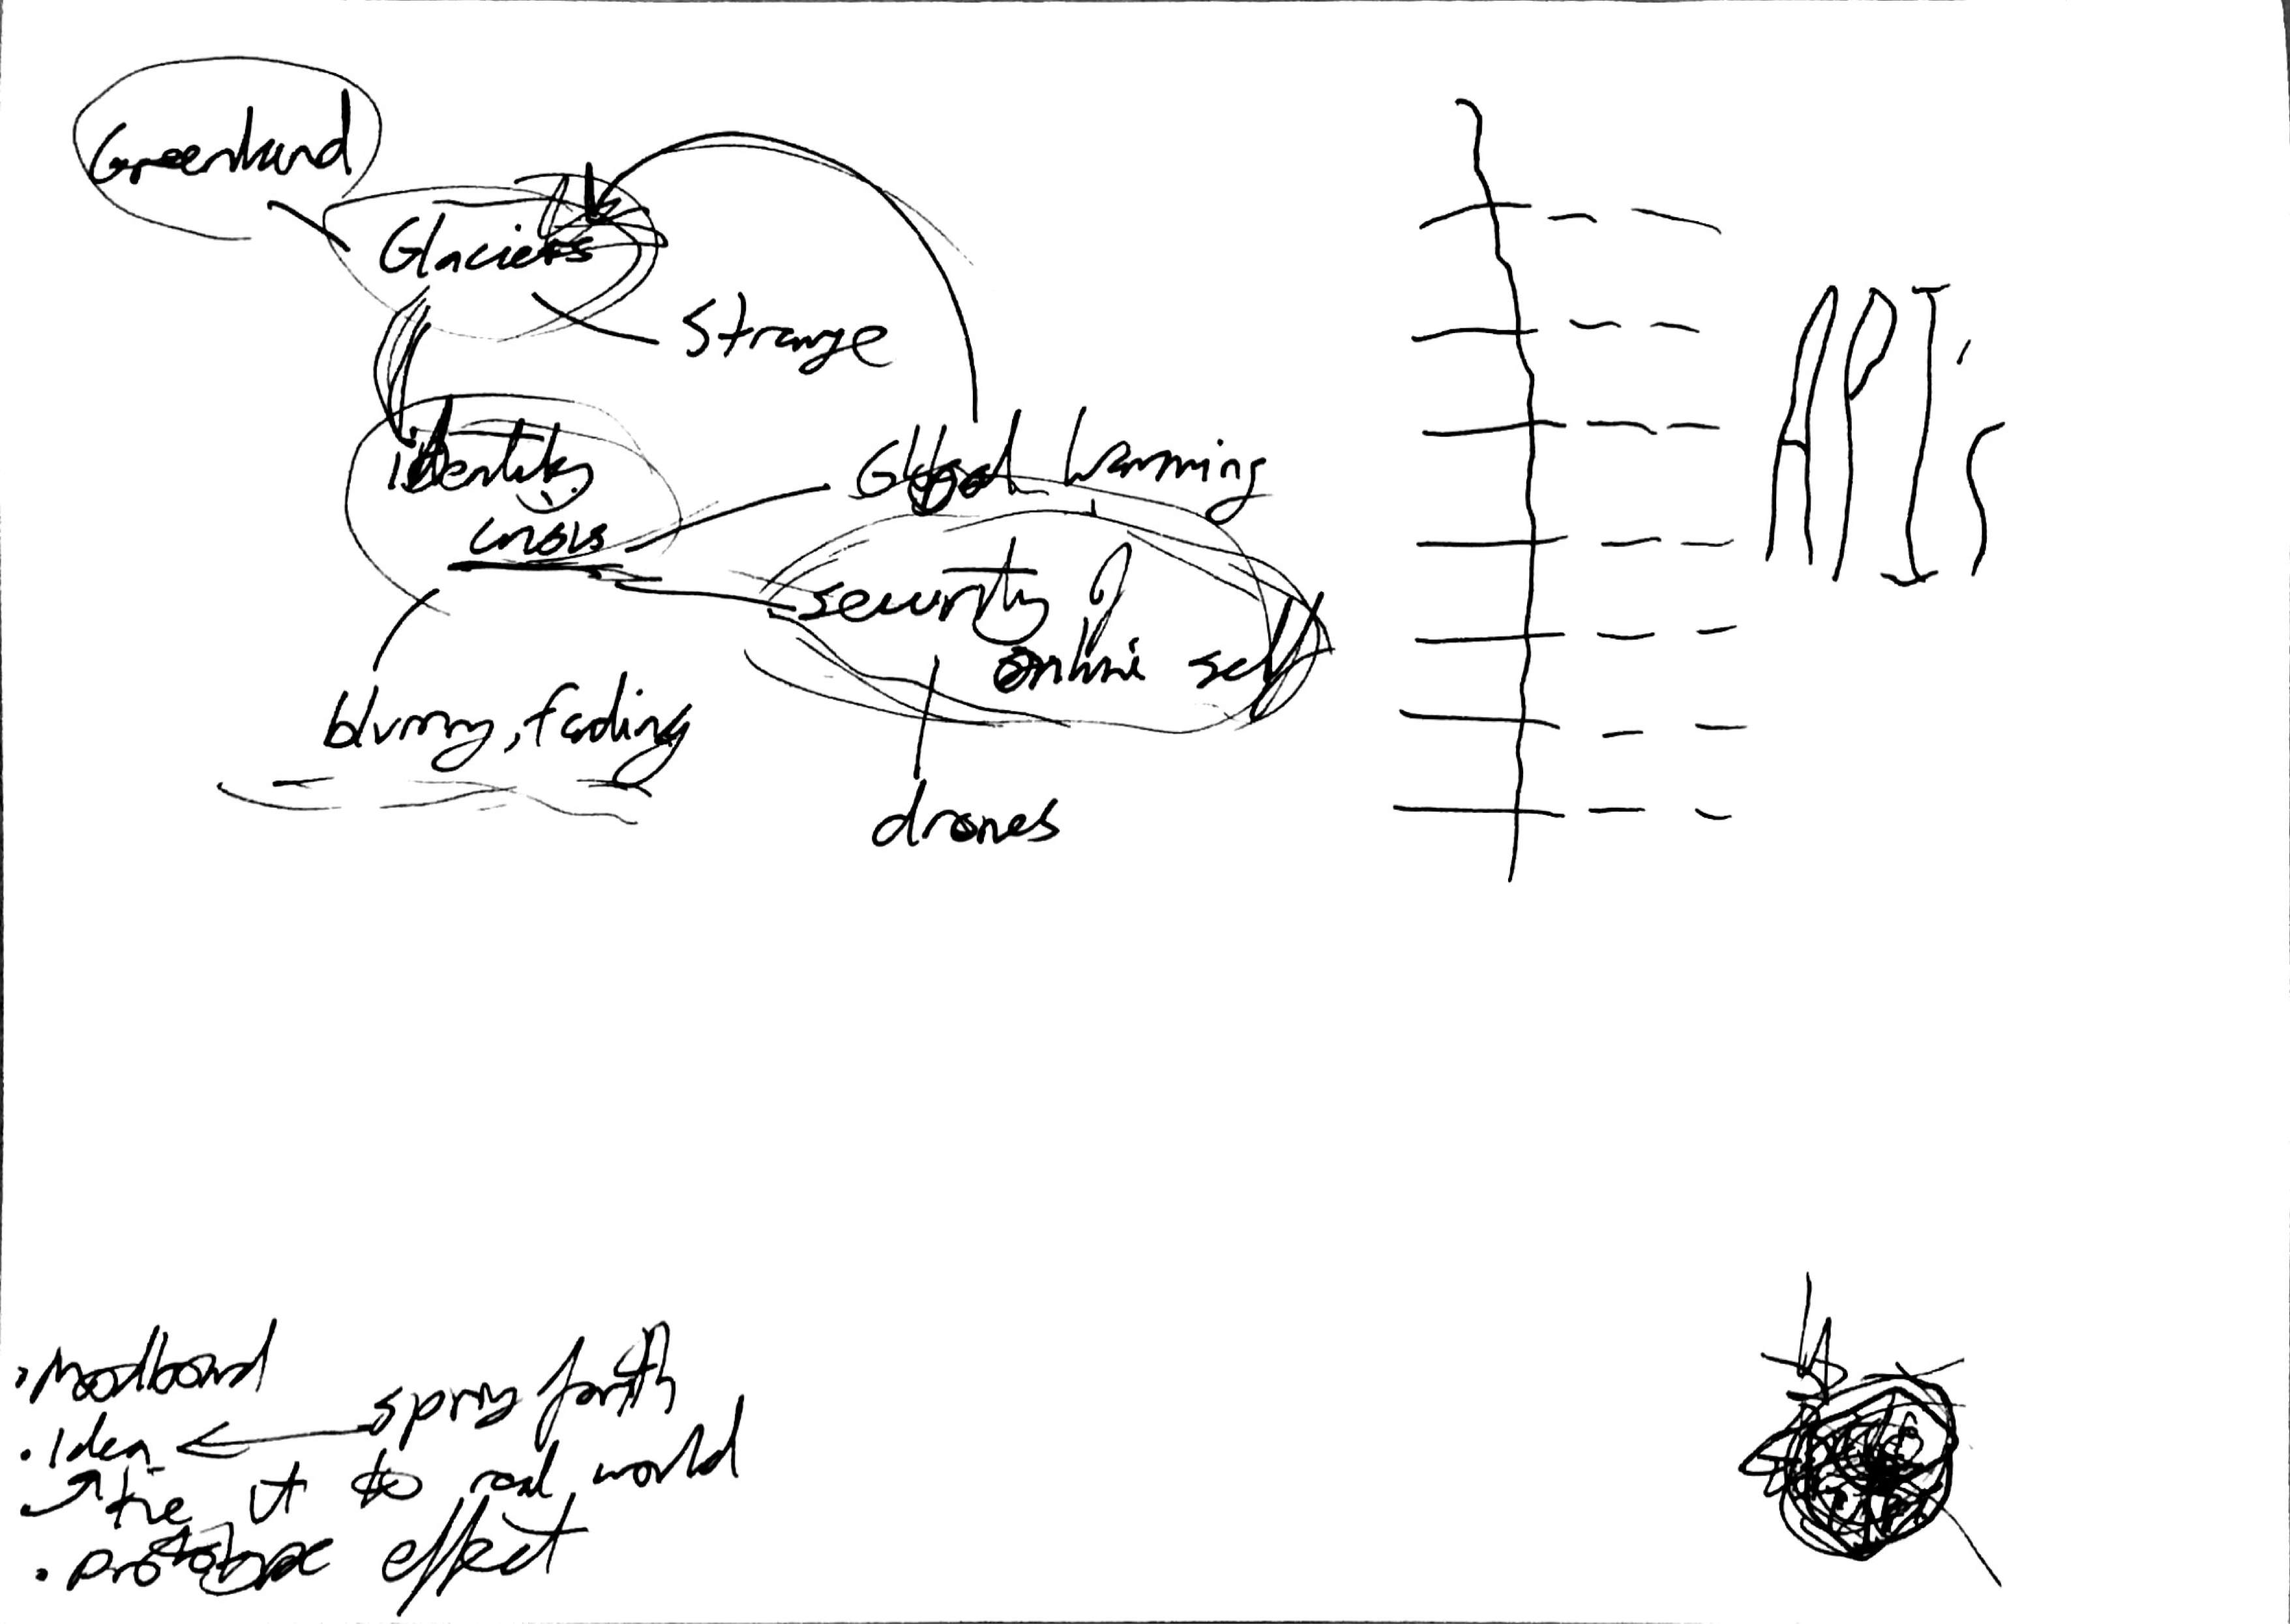 Greenland
Glaciers
Strange
identity
crisis
Global warming
security of
online self
blurry, fading
drones
API's
• Moodboard
• Idea
spring forth
tie it to real world
• prototype effect